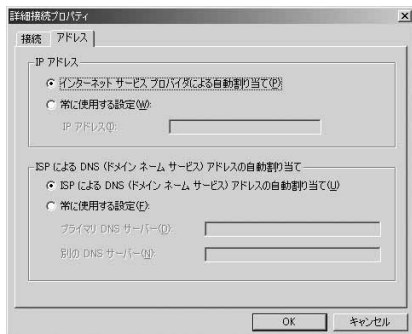 詳細接続プロパティ
接続
アドレス
IP アドレス
インターネット サービス プロバイダによる自動割り当て(P)
常に使用する設定(W):
IP アドレス(I):
ISP による DNS (ドメイン ネーム サービス) アドレスの自動割り当て
ISP による DNS (ドメイン ネーム サービス) アドレスの自動割り当て(U)
常に使用する設定(F):
プライマリ DNS サーバー(D):
別の DNS サーバー(N):
OK
キャンセル